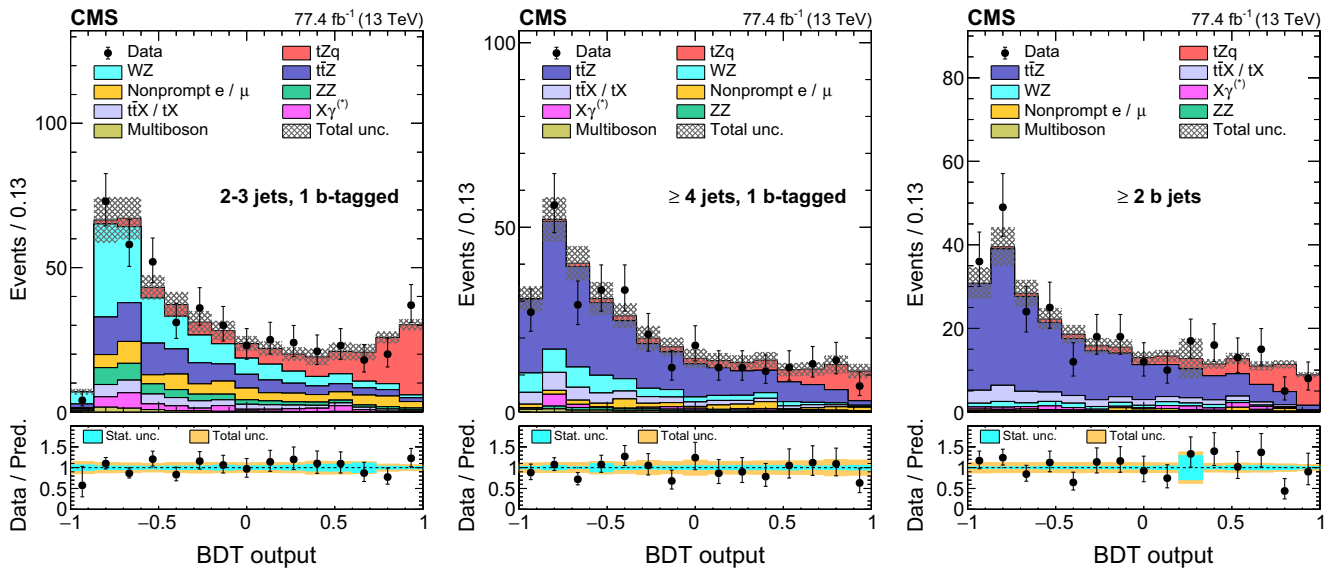 CMS 77.4 fb⁻¹ (13 TeV)
Data tZq
WZ tt̄Z
Nonprompt e / μ ZZ
tt̄X / tX Xγ(*)
Multiboson Total unc.
2-3 jets, 1 b-tagged
Events / 0.13
100
50
0
Stat. unc. Total unc.
Data / Pred.
1.5
1
0.5
−1 −0.5 0 0.5 1
BDT output
CMS 77.4 fb⁻¹ (13 TeV)
Data tZq
tt̄Z WZ
tt̄X / tX Nonprompt e / μ
Xγ(*) ZZ
Multiboson Total unc.
≥ 4 jets, 1 b-tagged
Events / 0.13
100
50
0
Stat. unc. Total unc.
Data / Pred.
1.5
1
0.5
−1 −0.5 0 0.5 1
BDT output
CMS 77.4 fb⁻¹ (13 TeV)
Data tZq
tt̄Z tt̄X / tX
WZ Xγ(*)
Nonprompt e / μ ZZ
Multiboson Total unc.
≥ 2 b jets
Events / 0.13
80
60
40
20
0
Stat. unc. Total unc.
Data / Pred.
1.5
1
0.5
−1 −0.5 0 0.5 1
BDT output